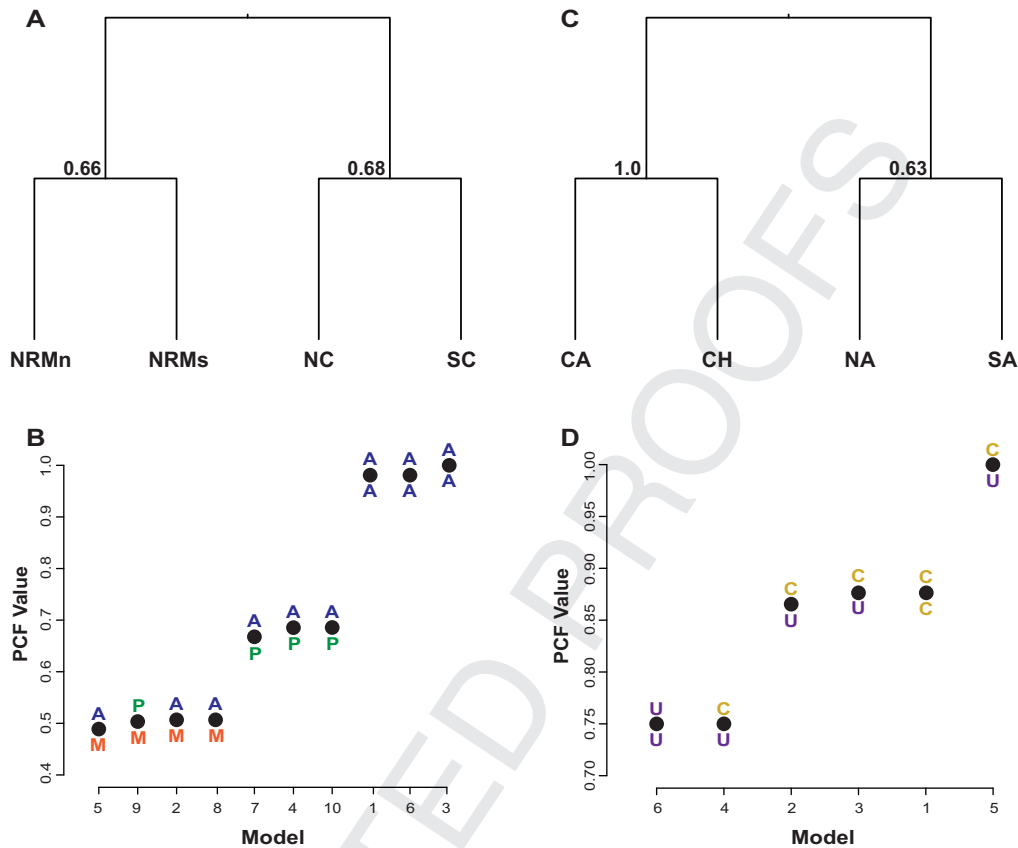 A
0.66
0.68
NRMn NRMs NC SC
C
1.0
0.63
CA CH NA SA
B
PCF Value
1.0
0.9
0.8
0.7
0.6
0.5
0.4
A P A A A A A A A A
M M M M P P P A A A
5 9 2 8 7 4 10 1 6 3
Model
D
PCF Value
1.00
0.95
0.90
0.85
0.80
0.75
0.70
U C C C C C
U U U U C U
6 4 2 3 1 5
Model
TED PROOFS